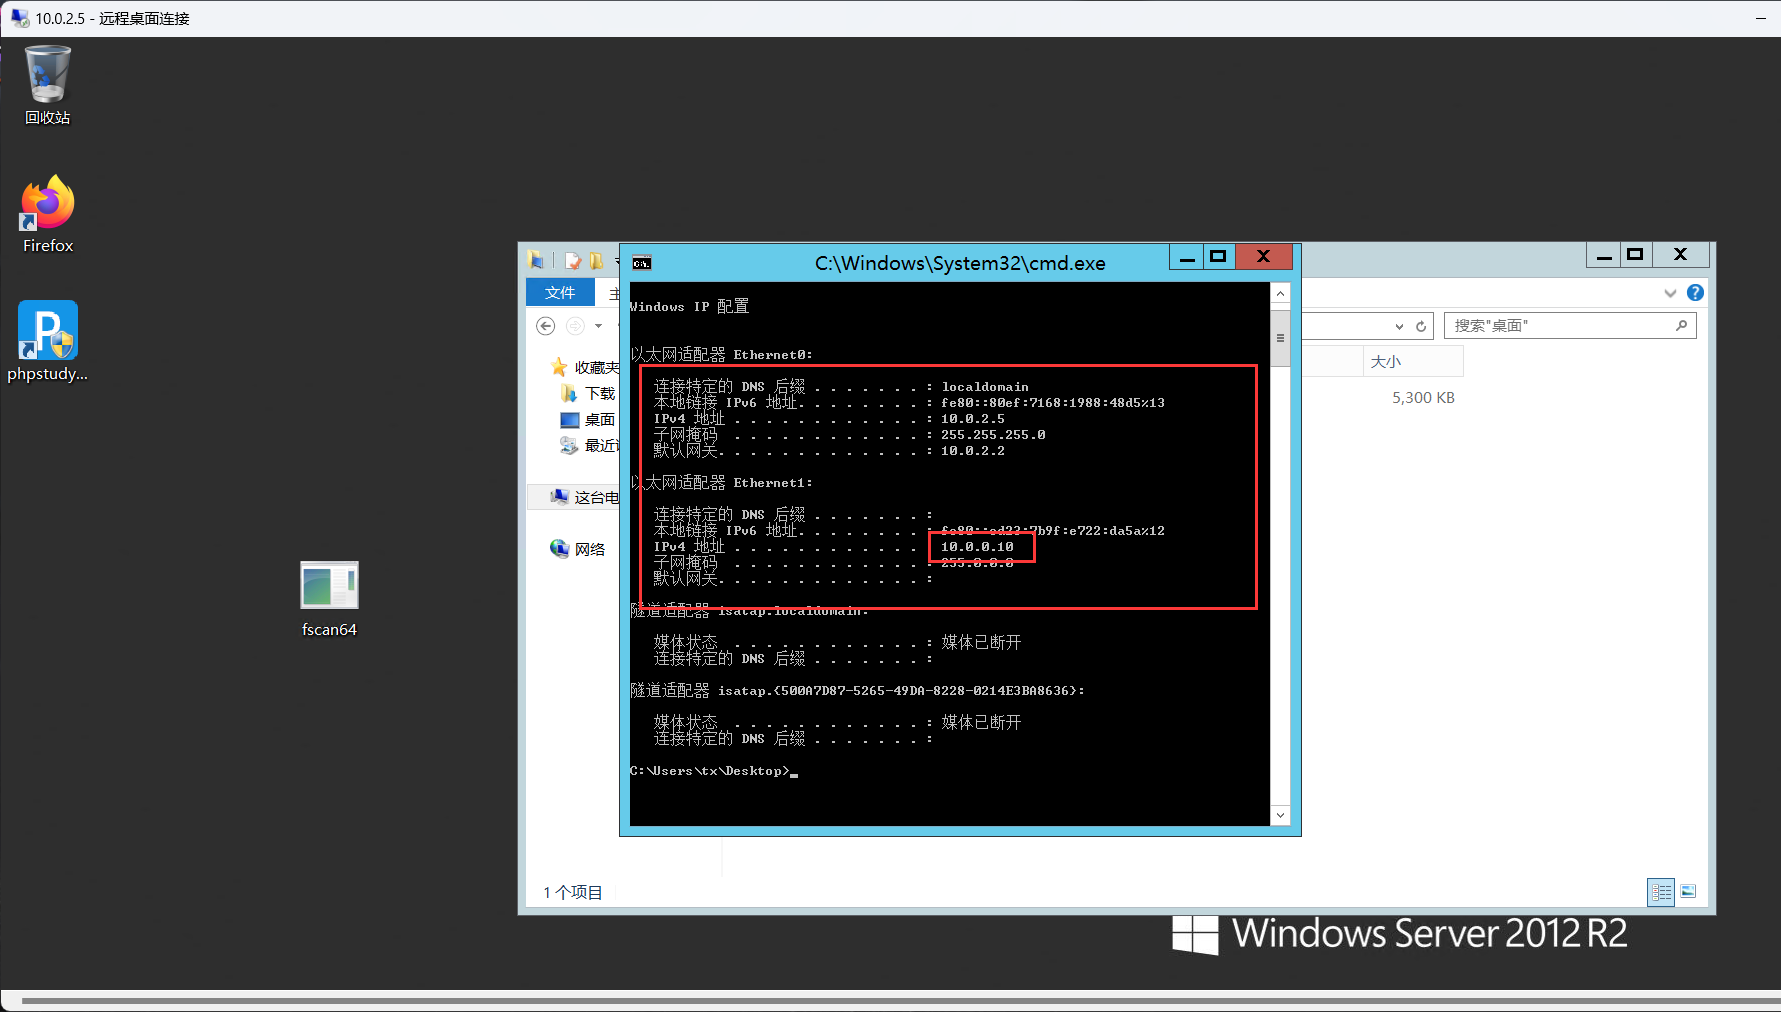 10.0.2.5 - 远程桌面连接
回收站
Firefox
phpstudy...
fscan64
文件
主
收藏夹
下载
桌面
最近
这台电
网络
搜索"桌面"
大小
5,300 KB
1 个项目
C:\Windows\System32\cmd.exe
Windows IP 配置
以太网适配器 Ethernet0:
连接特定的 DNS 后缀 . . . . . . . : localdomain
本地链接 IPv6 地址. . . . . . . . : fe80::80ef:7168:1988:48d5%13
IPv4 地址 . . . . . . . . . . . . : 10.0.2.5
子网掩码 . . . . . . . . . . . . : 255.255.255.0
默认网关. . . . . . . . . . . . . : 10.0.2.2
以太网适配器 Ethernet1:
连接特定的 DNS 后缀 . . . . . . . :
本地链接 IPv6 地址. . . . . . . . : fe80::ed23:7b9f:e722:da5a%12
IPv4 地址 . . . . . . . . . . . . 10.0.0.10
子网掩码 . . . . . . . . . . . . : 255.0.0.0
默认网关. . . . . . . . . . . . . :
隧道适配器 isatap.localdomain:
媒体状态 . . . . . . . . . . . . : 媒体已断开
连接特定的 DNS 后缀 . . . . . . . :
隧道适配器 isatap.{500A7D87-5265-49DA-8228-0214E3BA8636}:
媒体状态 . . . . . . . . . . . . : 媒体已断开
连接特定的 DNS 后缀 . . . . . . . :
C:\Users\tx\Desktop>
Windows Server 2012 R2